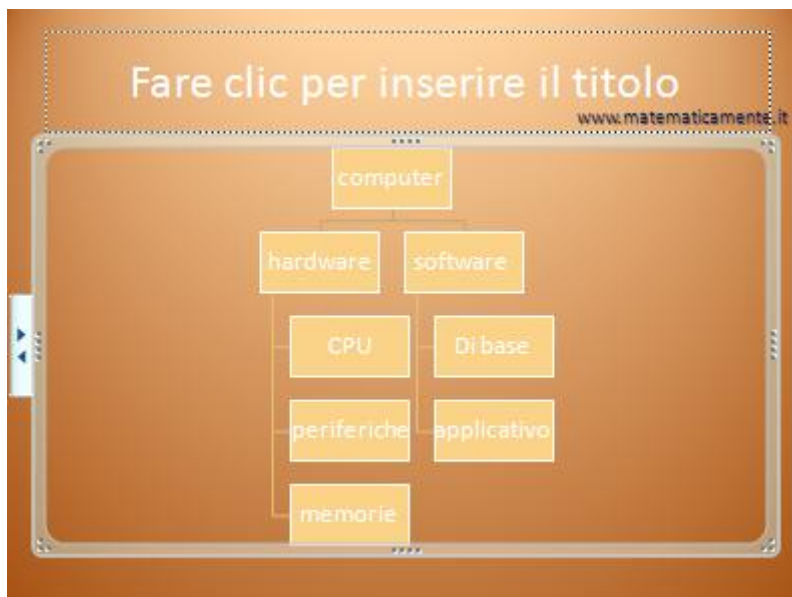 Fare clic per inserire il titolo
www.matematicamente.it
computer
hardware
software
CPU
Di base
periferiche
applicativo
memorie